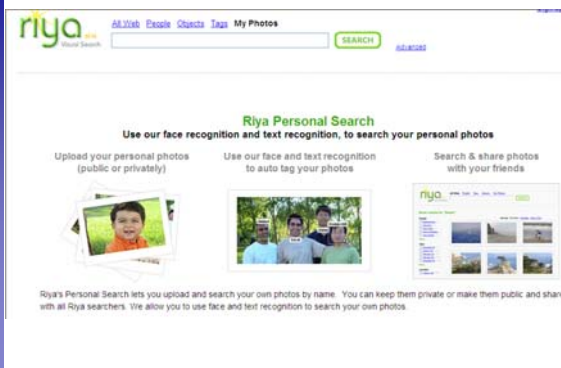 riya
Visual Search
All Web People Objects Tags My Photos
SEARCH
Advanced
Riya Personal Search
Use our face recognition and text recognition, to search your personal photos
Upload your personal photos
(public or privately)
Use our face and text recognition
to auto tag your photos
Search & share photos
with your friends
riya
Riya's Personal Search lets you upload and search your own photos by name. You can keep them private or make them public and share
with all Riya searchers. We allow you to use face and text recognition to search your own photos.